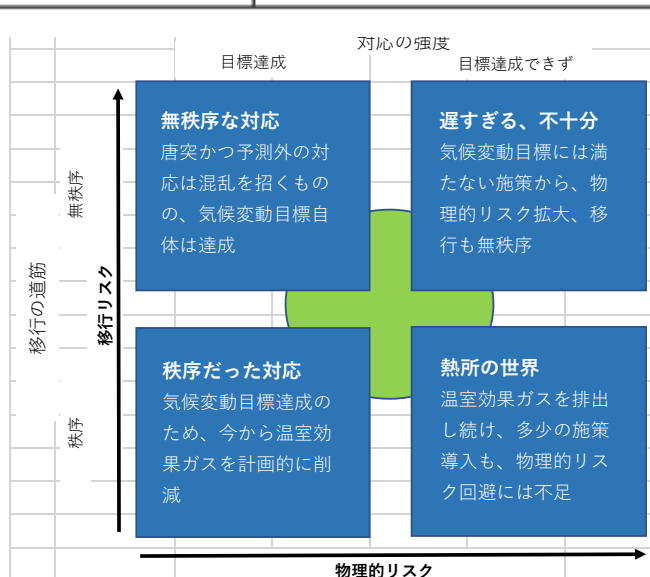 対応の強度
目標達成
目標達成できず
無秩序な対応
唐突かつ予測外の対
応は混乱を招くもの
の、気候変動目標自
体は達成
遅すぎる、不十分
気候変動目標には満
たない施策から、物
理的リスク拡大、移
行も無秩序
無秩序
移行の道筋
移行リスク
秩序
秩序だった対応
気候変動目標達成の
ため、今から温室効
果ガスを計画的に削
減
熱所の世界
温室効果ガスを排出
し続け、多少の施策
導入も、物理的リス
ク回避には不足
物理的リスク